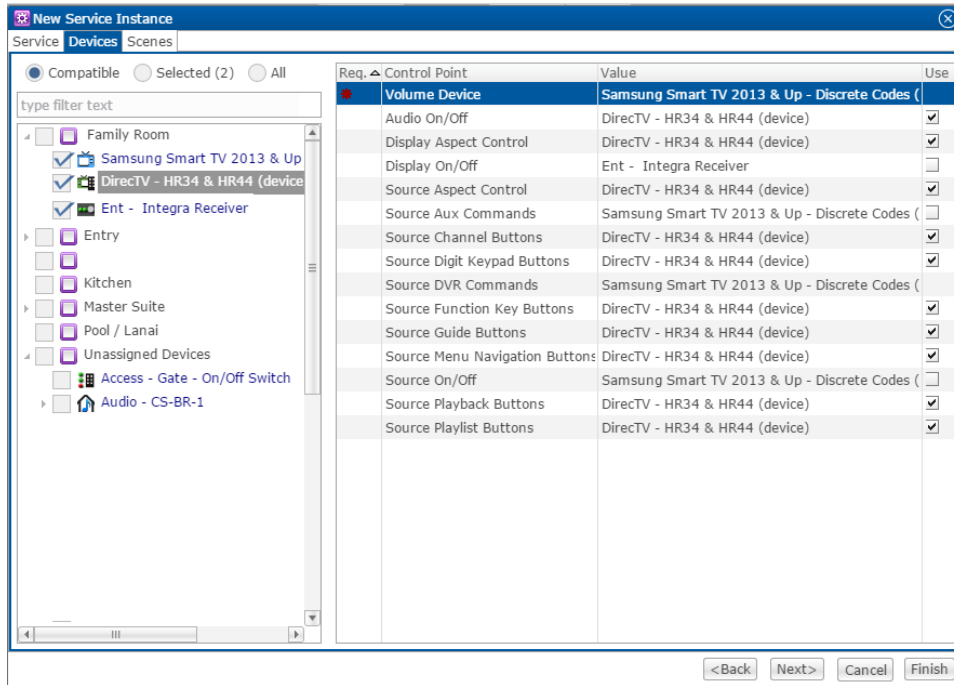 New Service Instance
Service Devices Scenes
Compatible Selected (2) All
type filter text
Family Room
Samsung Smart TV 2013 & Up
DirecTV - HR34 & HR44 (device
Ent - Integra Receiver
Entry
Kitchen
Master Suite
Pool / Lanai
Unassigned Devices
Access - Gate - On/Off Switch
Audio - CS-BR-1
Req. Control Point Value Use
Volume Device Samsung Smart TV 2013 & Up - Discrete Codes (
Audio On/Off DirecTV - HR34 & HR44 (device)
Display Aspect Control DirecTV - HR34 & HR44 (device)
Display On/Off Ent - Integra Receiver
Source Aspect Control DirecTV - HR34 & HR44 (device)
Source Aux Commands Samsung Smart TV 2013 & Up - Discrete Codes (
Source Channel Buttons DirecTV - HR34 & HR44 (device)
Source Digit Keypad Buttons DirecTV - HR34 & HR44 (device)
Source DVR Commands Samsung Smart TV 2013 & Up - Discrete Codes (
Source Function Key Buttons DirecTV - HR34 & HR44 (device)
Source Guide Buttons DirecTV - HR34 & HR44 (device)
Source Menu Navigation Buttons DirecTV - HR34 & HR44 (device)
Source On/Off Samsung Smart TV 2013 & Up - Discrete Codes (
Source Playback Buttons DirecTV - HR34 & HR44 (device)
Source Playlist Buttons DirecTV - HR34 & HR44 (device)
<Back Next> Cancel Finish